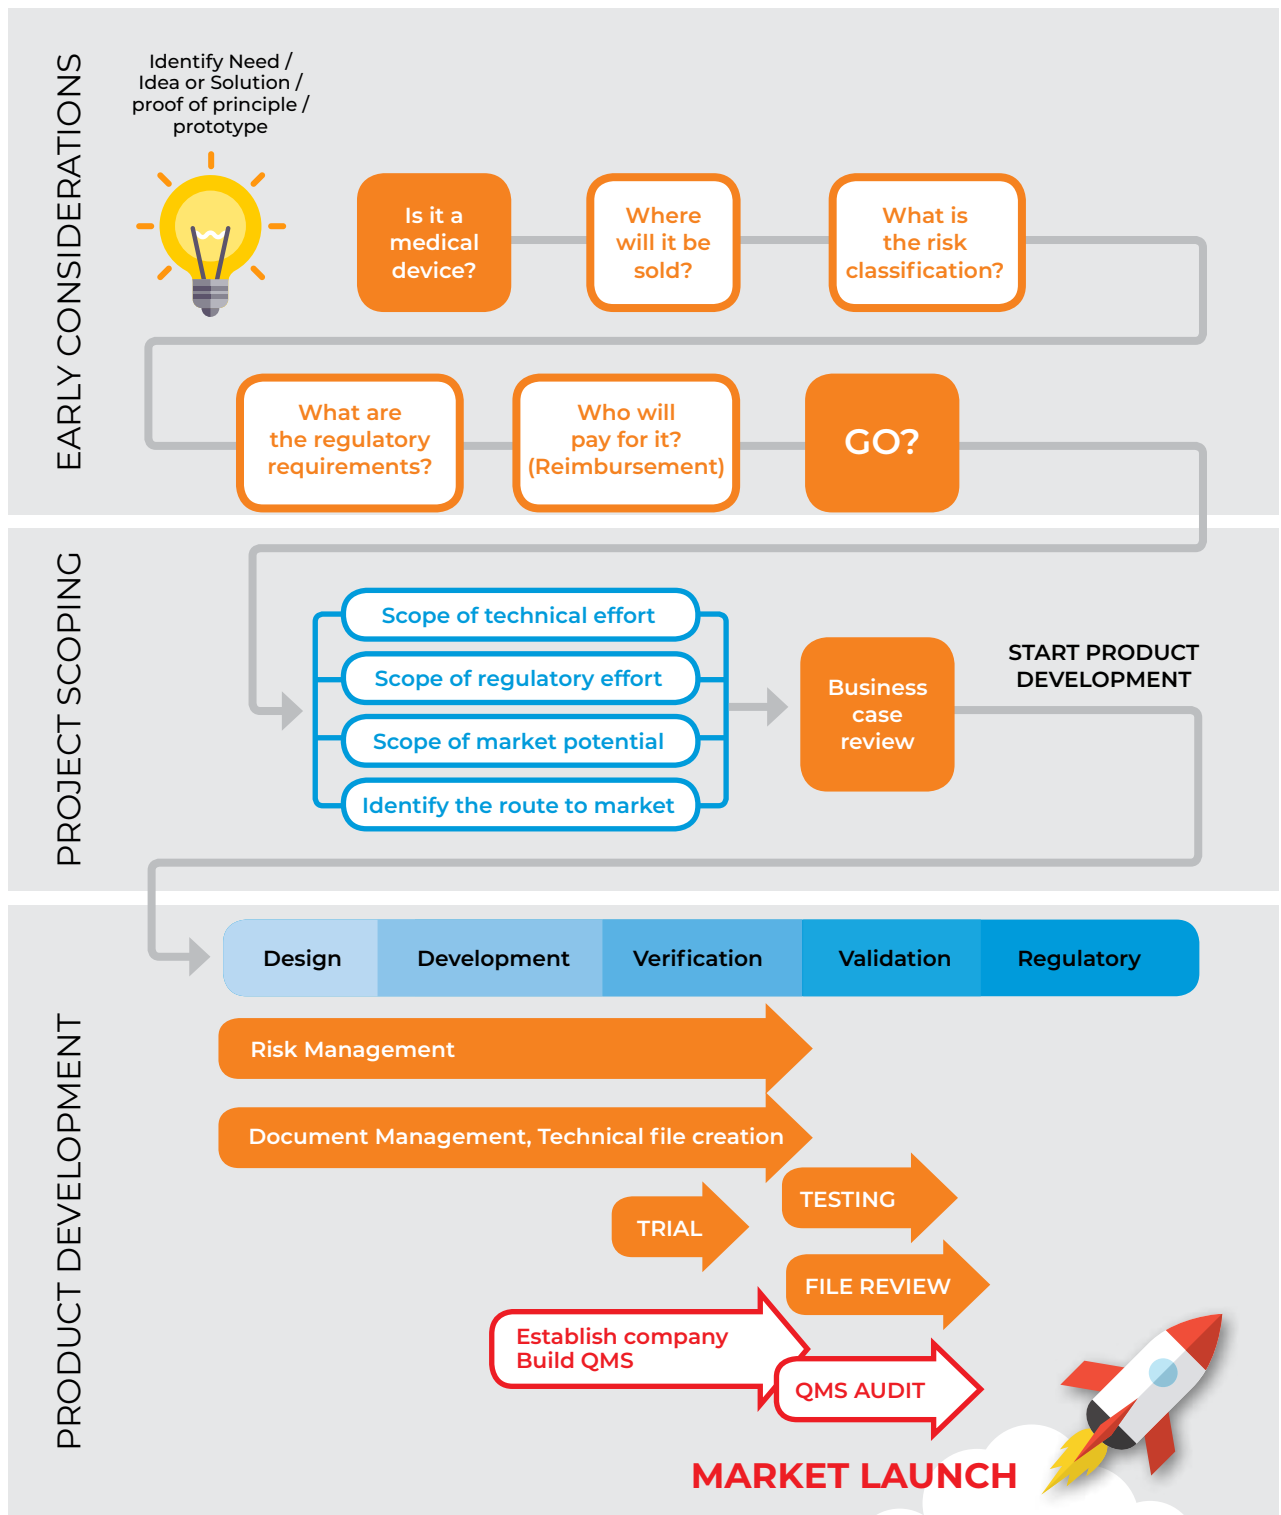 EARLY CONSIDERATIONS
Identify Need /
Idea or Solution /
proof of principle /
prototype
Is it a
medical
device?
Where
will it be
sold?
What is
the risk
classification?
What are
the regulatory
requirements?
Who will
pay for it?
(Reimbursement)
GO?
PROJECT SCOPING
Scope of technical effort
Scope of regulatory effort
Scope of market potential
Identify the route to market
Business
case
review
START PRODUCT
DEVELOPMENT
PRODUCT DEVELOPMENT
Design
Development
Verification
Validation
Regulatory
Risk Management
Document Management, Technical file creation
TESTING
TRIAL
FILE REVIEW
Establish company
Build QMS
QMS AUDIT
MARKET LAUNCH